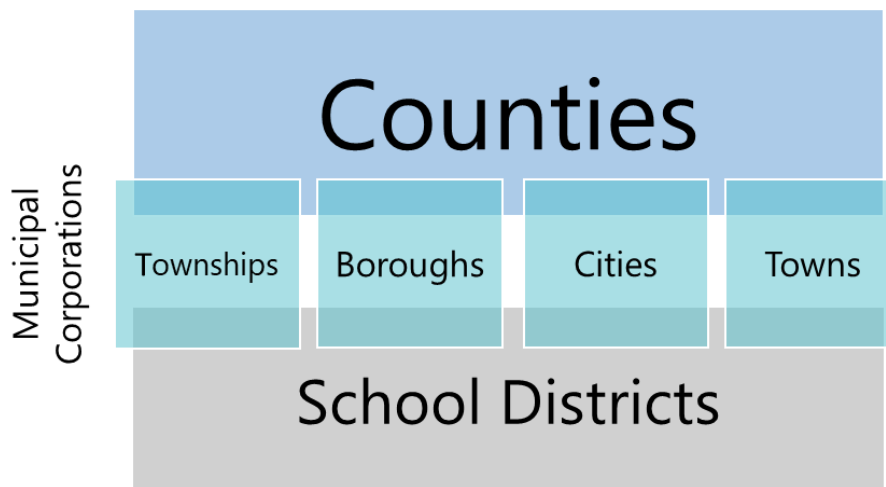 Counties
Municipal
Corporations
Townships
Boroughs
Cities
Towns
School Districts